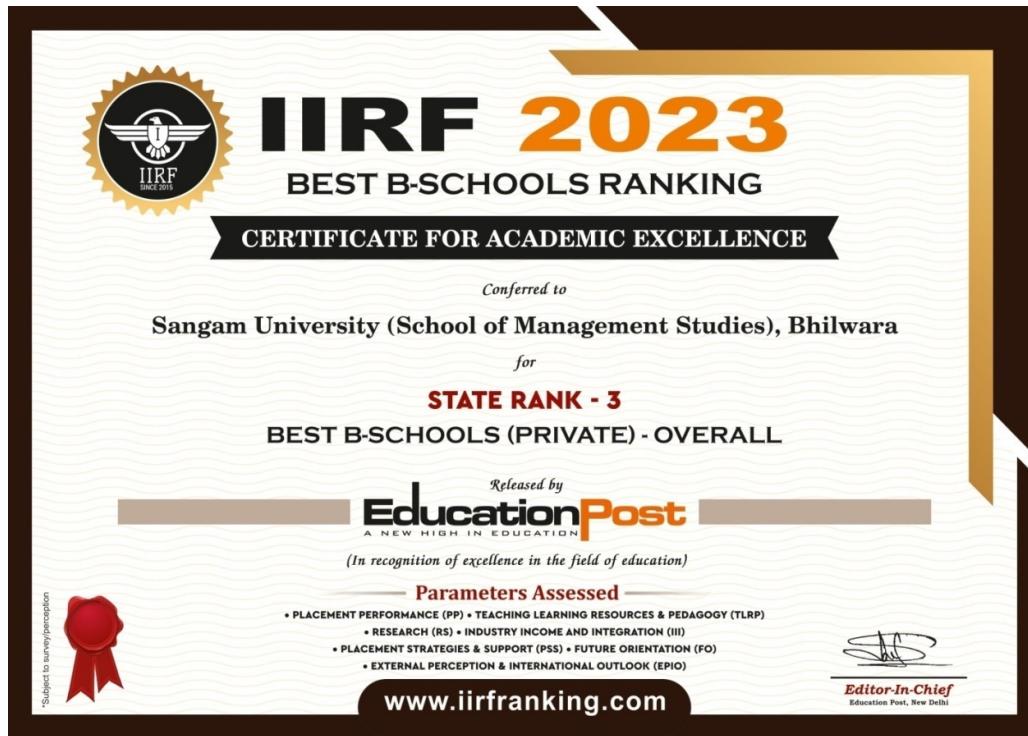 IIRF 2023
I
IIRF
SINCE 2015
BEST B-SCHOOLS RANKING
CERTIFICATE FOR ACADEMIC EXCELLENCE
Conferred to
Sangam University (School of Management Studies), Bhilwara
for
STATE RANK - 3
BEST B-SCHOOLS (PRIVATE) - OVERALL
Released by
EducationPost
A NEW HIGH IN EDUCATION
(In recognition of excellence in the field of education)
Parameters Assessed
• PLACEMENT PERFORMANCE (PP) • TEACHING LEARNING RESOURCES & PEDAGOGY (TLRP)
• RESEARCH (RS) • INDUSTRY INCOME AND INTEGRATION (III)
• PLACEMENT STRATEGIES & SUPPORT (PSS) • FUTURE ORIENTATION (FO)
• EXTERNAL PERCEPTION & INTERNATIONAL OUTLOOK (EPIO)
*Subject to survey/perception
www.iirfranking.com
Editor-In-Chief
Education Post, New Delhi